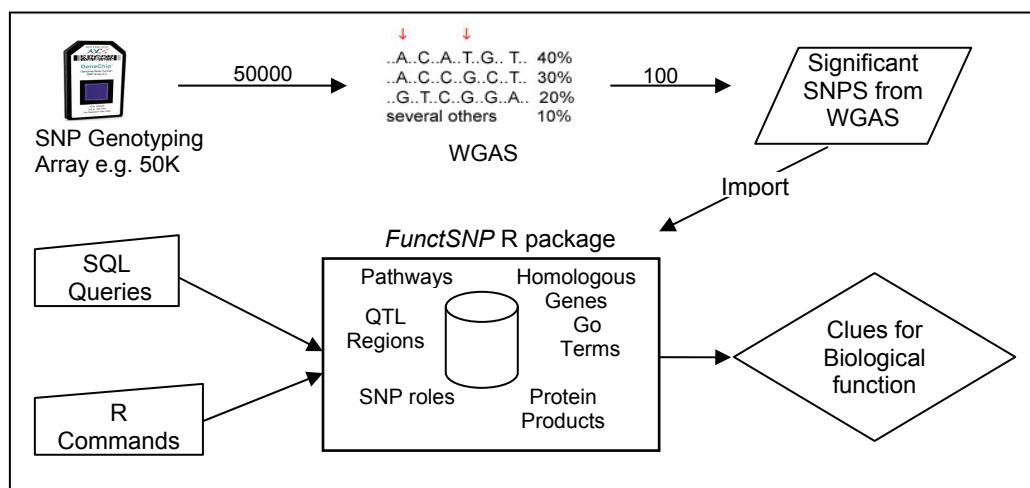 GeneChip
SNP Genotyping
Array e.g. 50K
50000
..A..C..A..T..G.. T.. 40%
..A..C..C..G..C..T.. 30%
..G..T..C..G..G..A.. 20%
several others 10%
WGAS
100
Significant
SNPS from
WGAS
Import
FunctSNP R package
SQL
Queries
R
Commands
Pathways
QTL
Regions
SNP roles
Homologous
Genes
Go
Terms
Protein
Products
Clues for
Biological
function